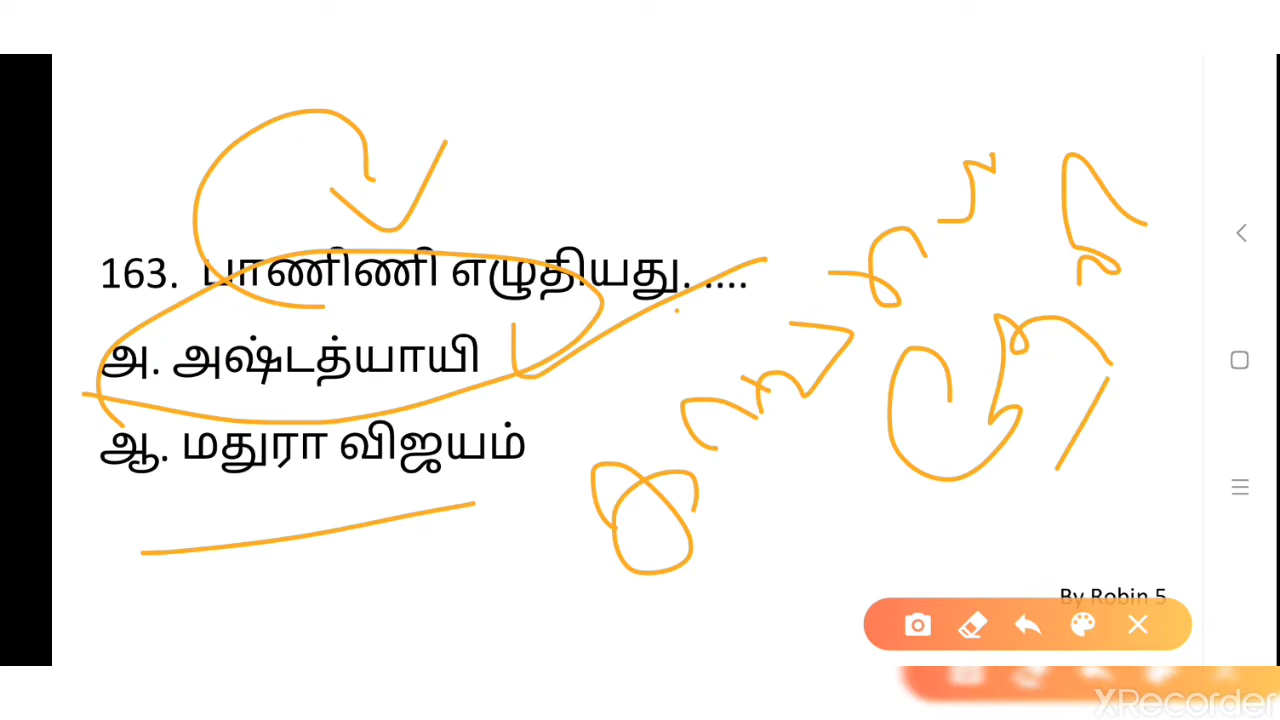 163. பாணிணி எழுதியது. ....
அ. அஷ்டத்யாயி
ஆ. மதுரா விஜயம்
By Robin 5
XRecorder